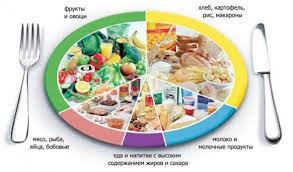 фрукты
и овощи
хлеб, картофель,
рис, макароны
мясо, рыба,
яйца, бобовые
молоко и
молочные продукты
еда и напитки с высоким
содержанием жиров и сахара